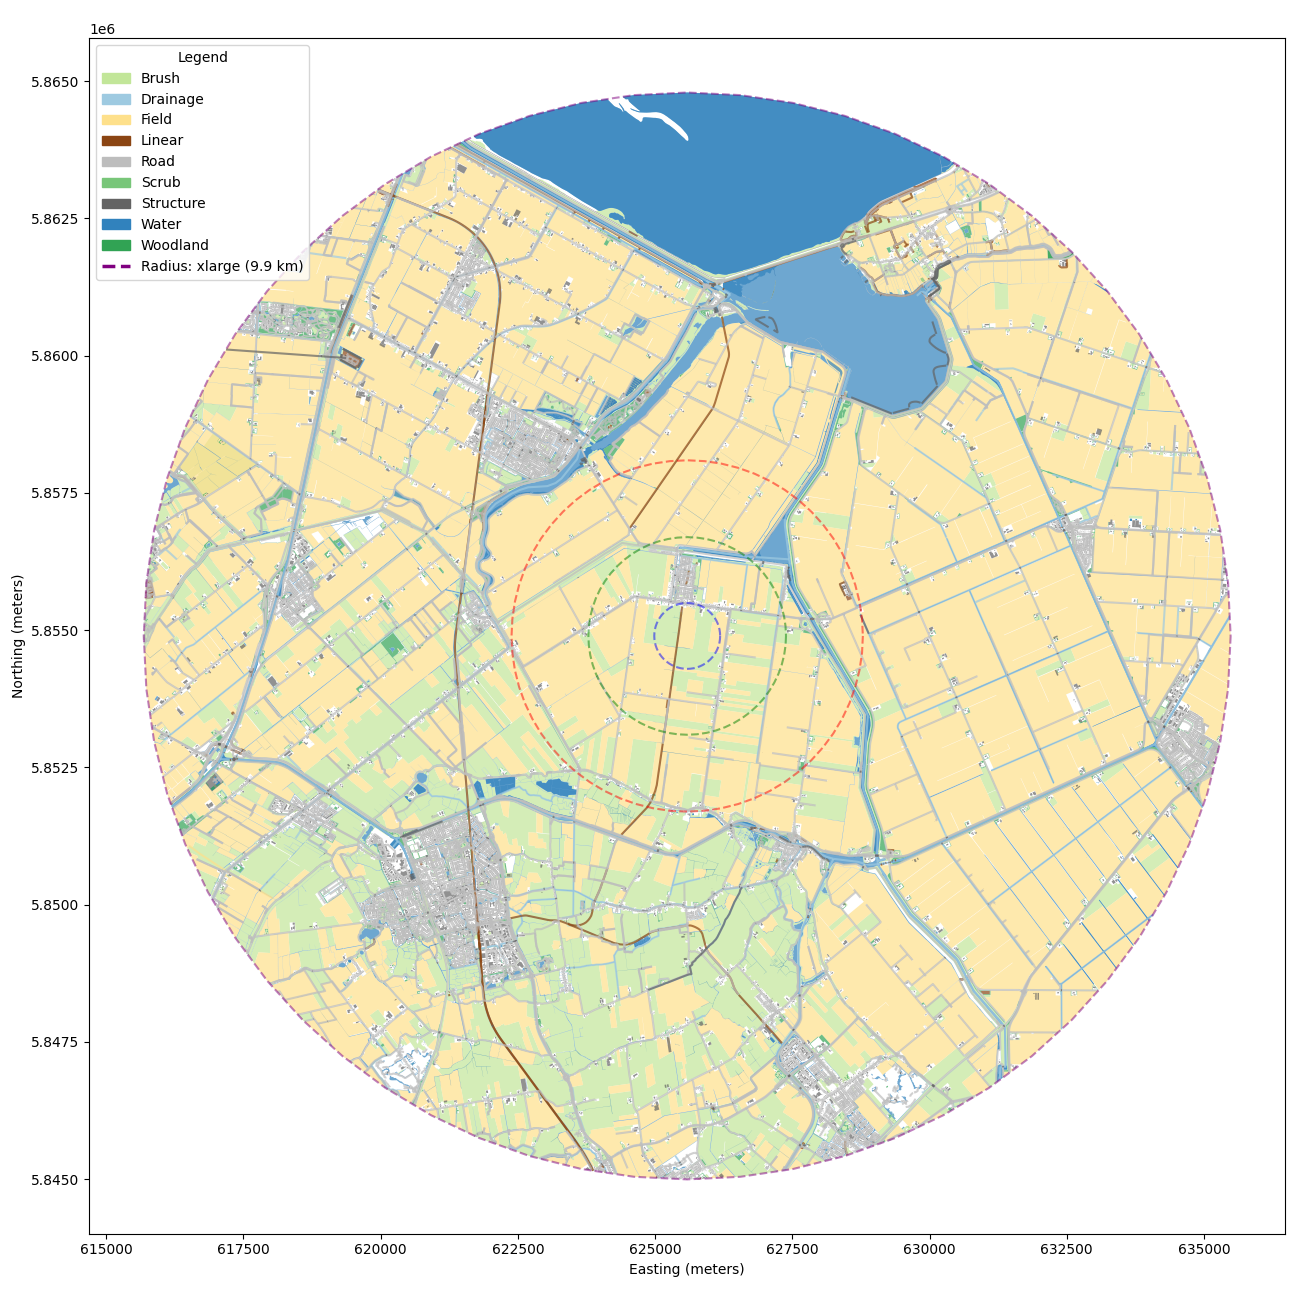 1e6
Legend
Brush
Drainage
Field
Linear
Road
Scrub
Structure
Water
Woodland
Radius: xlarge (9.9 km)
5.8650
5.8625
5.8600
5.8575
5.8550
5.8525
5.8500
5.8475
5.8450
Northing (meters)
615000 617500 620000 622500 625000 627500 630000 632500 635000
Easting (meters)